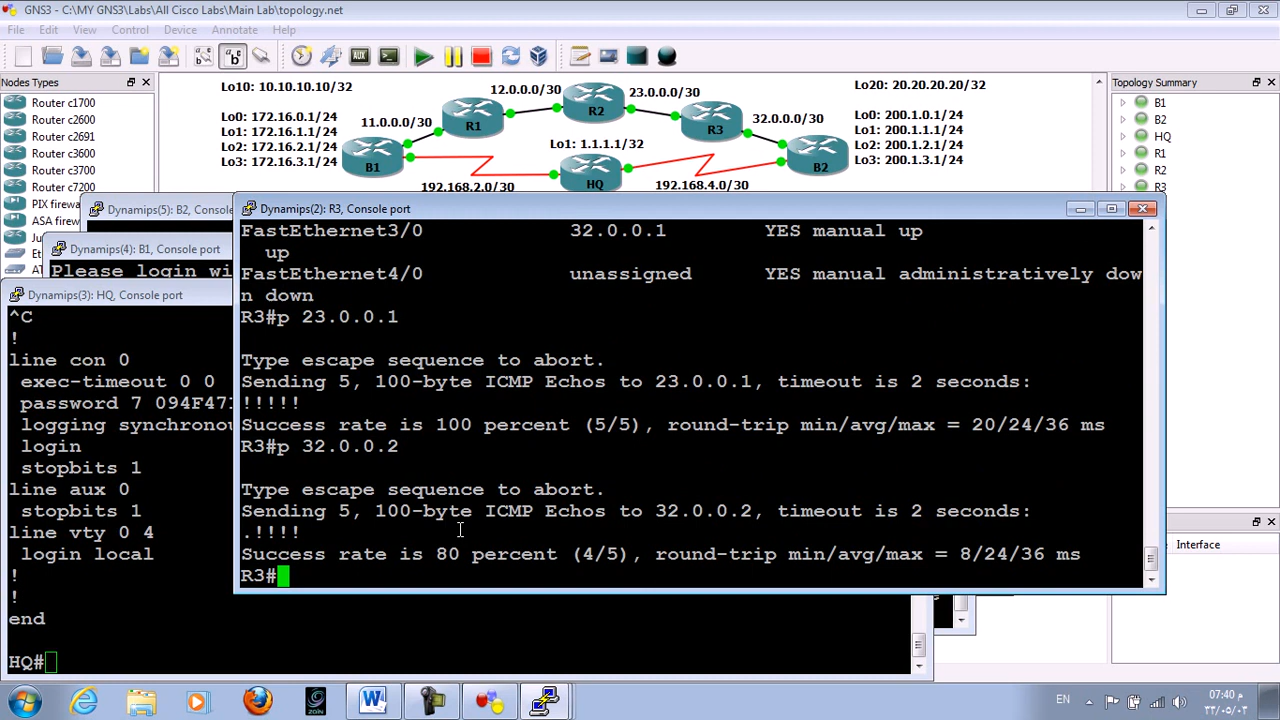 GNS3 - C:\MY GNS3\Labs\All Cisco Labs\Main Lab\topology.net
File Edit View Control Device Annotate Help
Nodes Types
Router c1700
Router c2600
Router c2691
Router c3600
Router c3700
Router c7200
PIX firewa
ASA firew
Ju
Et
AT
Lo10: 10.10.10.10/32
Lo0: 172.16.0.1/24
Lo1: 172.16.1.1/24
Lo2: 172.16.2.1/24
Lo3: 172.16.3.1/24
11.0.0.0/30
12.0.0.0/30
23.0.0.0/30
32.0.0.0/30
R1
R2
R3
B1
B2
HQ
Lo1: 1.1.1.1/32
192.168.2.0/30
192.168.4.0/30
Lo20: 20.20.20.20/32
Lo0: 200.1.0.1/24
Lo1: 200.1.1.1/24
Lo2: 200.1.2.1/24
Lo3: 200.1.3.1/24
Topology Summary
B1
B2
HQ
R1
R2
R3
Interface
Dynamips(5): B2, Console
Dynamips(4): B1, Console port
Please login wi
Dynamips(3): HQ, Console port
^C
!
line con 0
exec-timeout 0 0
password 7 094F47
logging synchrono
login
stopbits 1
line aux 0
stopbits 1
line vty 0 4
login local
!
!
end
HQ#
Dynamips(2): R3, Console port
FastEthernet3/0 32.0.0.1 YES manual up
up
FastEthernet4/0 unassigned YES manual administratively dow
n down
R3#p 23.0.0.1
Type escape sequence to abort.
Sending 5, 100-byte ICMP Echos to 23.0.0.1, timeout is 2 seconds:
!!!!!
Success rate is 100 percent (5/5), round-trip min/avg/max = 20/24/36 ms
R3#p 32.0.0.2
Type escape sequence to abort.
Sending 5, 100-byte ICMP Echos to 32.0.0.2, timeout is 2 seconds:
.!!!!
Success rate is 80 percent (4/5), round-trip min/avg/max = 8/24/36 ms
R3#
EN
07:40 م
٣٣/٠٥/٠٣